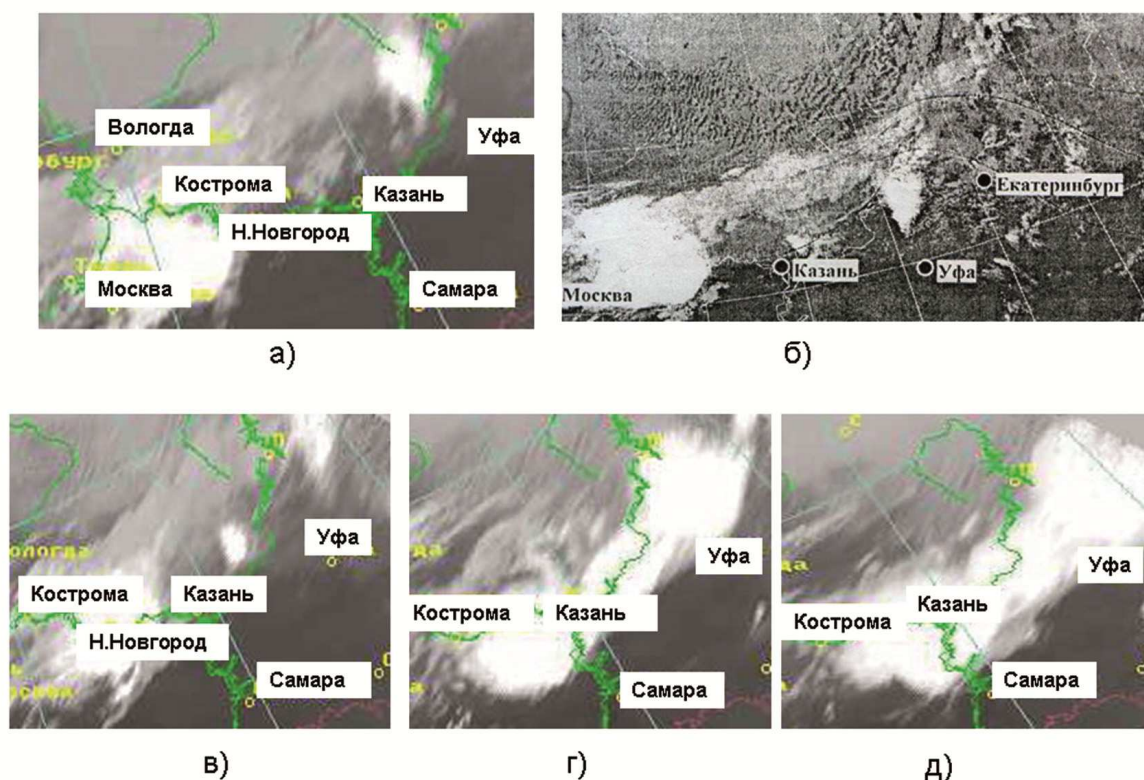 Вологда
Уфа
Кострома
Казань
Н.Новгород
Москва
Самара
а)
Екатеринбург
Казань
Уфа
Москва
б)
Уфа
Кострома
Казань
Н.Новгород
Самара
в)
Уфа
Кострома
Казань
Самара
г)
Уфа
Казань
Кострома
Самара
д)